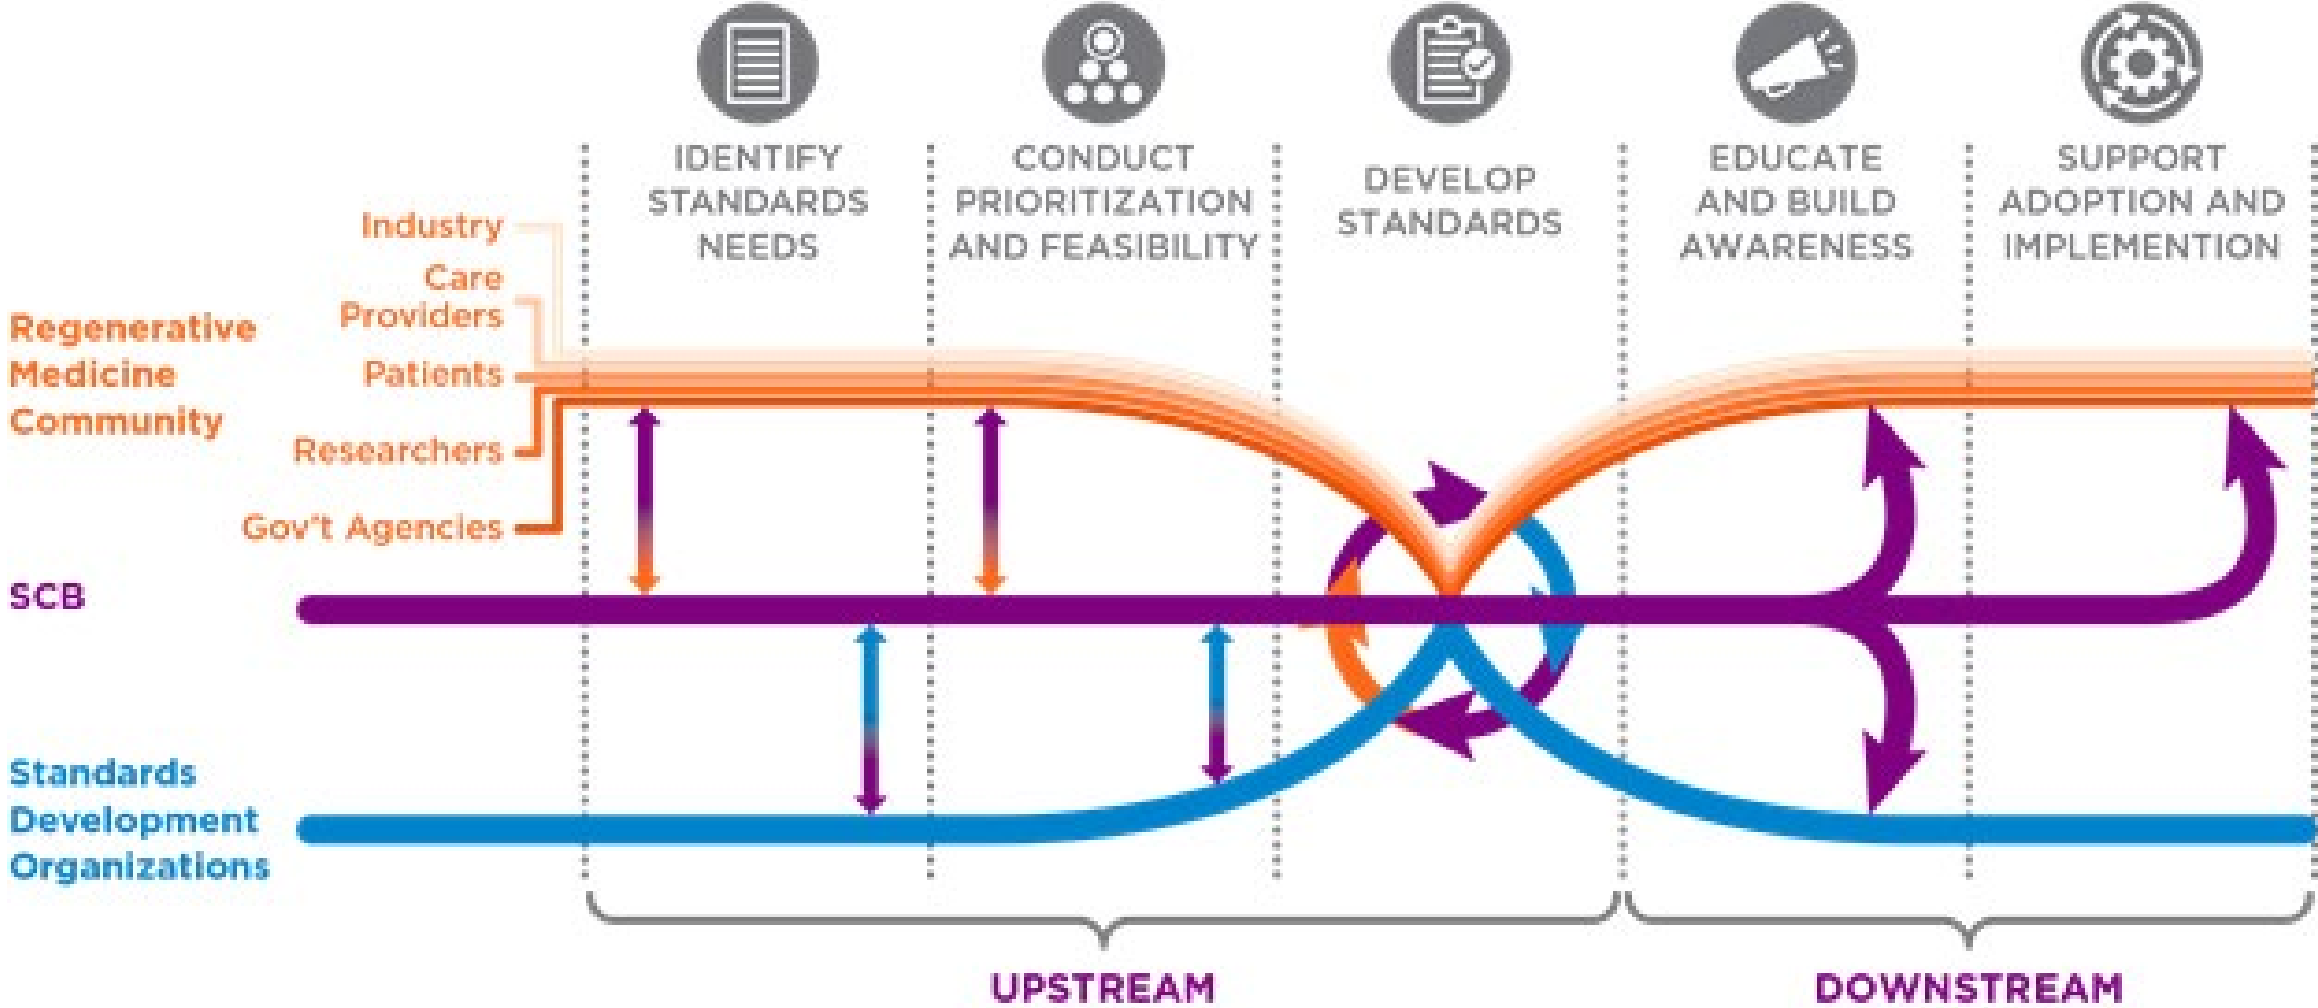 IDENTIFY
STANDARDS
NEEDS
CONDUCT
PRIORITIZATION
AND FEASIBILITY
DEVELOP
STANDARDS
EDUCATE
AND BUILD
AWARENESS
SUPPORT
ADOPTION AND
IMPLEMENTION
Regenerative
Medicine
Community
Industry
Care
Providers
Patients
Researchers
Gov't Agencies
SCB
Standards
Development
Organizations
UPSTREAM
DOWNSTREAM